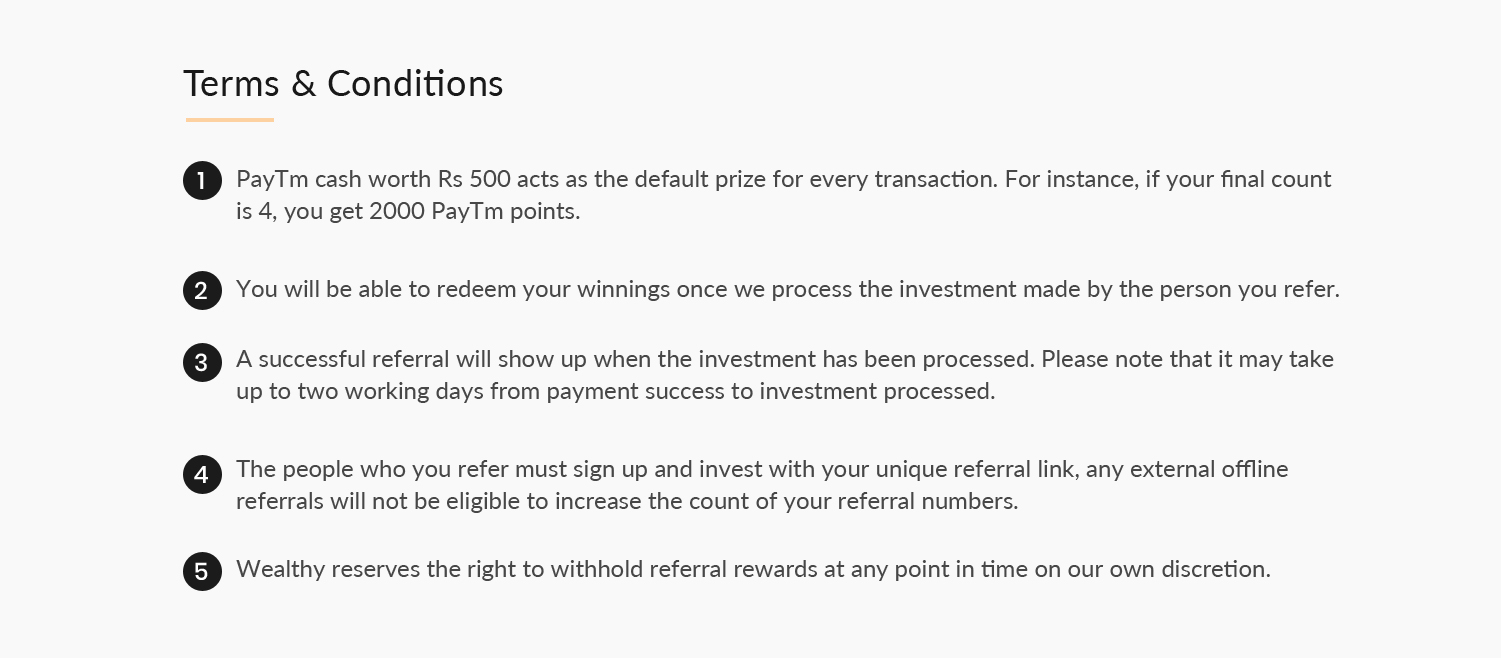 Terms & Conditions
1 PayTm cash worth Rs 500 acts as the default prize for every transaction. For instance, if your final count
is 4, you get 2000 PayTm points.
2 You will be able to redeem your winnings once we process the investment made by the person you refer.
3 A successful referral will show up when the investment has been processed. Please note that it may take
up to two working days from payment success to investment processed.
4 The people who you refer must sign up and invest with your unique referral link, any external offline
referrals will not be eligible to increase the count of your referral numbers.
5 Wealthy reserves the right to withhold referral rewards at any point in time on our own discretion.